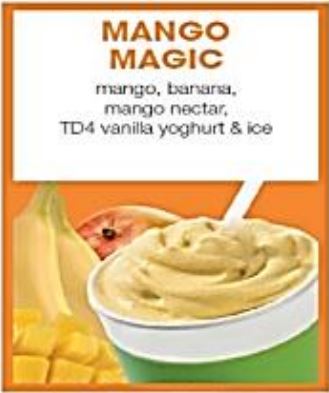 MANGO
MAGIC
mango, banana,
mango nectar,
TD4 vanilla yoghurt & ice